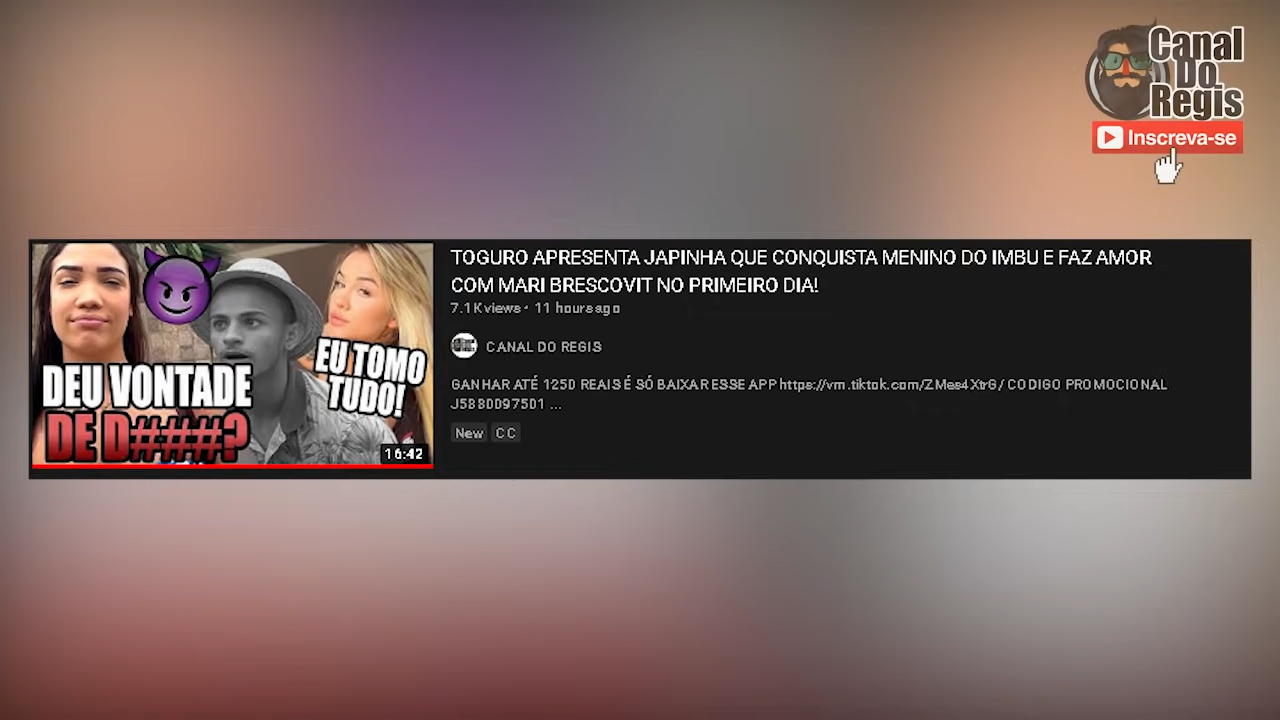 Canal
Do
Regis
Inscreva-se
TOGURO APRESENTA JAPINHA QUE CONQUISTA MENINO DO IMBU E FAZ AMOR
COM MARI BRESCOVIT NO PRIMEIRO DIA!
7.1K views • 11 hours ago
CANAL DO REGIS
GANHAR ATÉ 1250 REAIS É SÓ BAIXAR ESSE APP https://vm.tiktok.com/ZMes4XtrG/ CODIGO PROMOCIONAL
J5880097501 ...
New CC
EU TOMO
TUDO!
DEU VONTADE
DE D###?
16:42